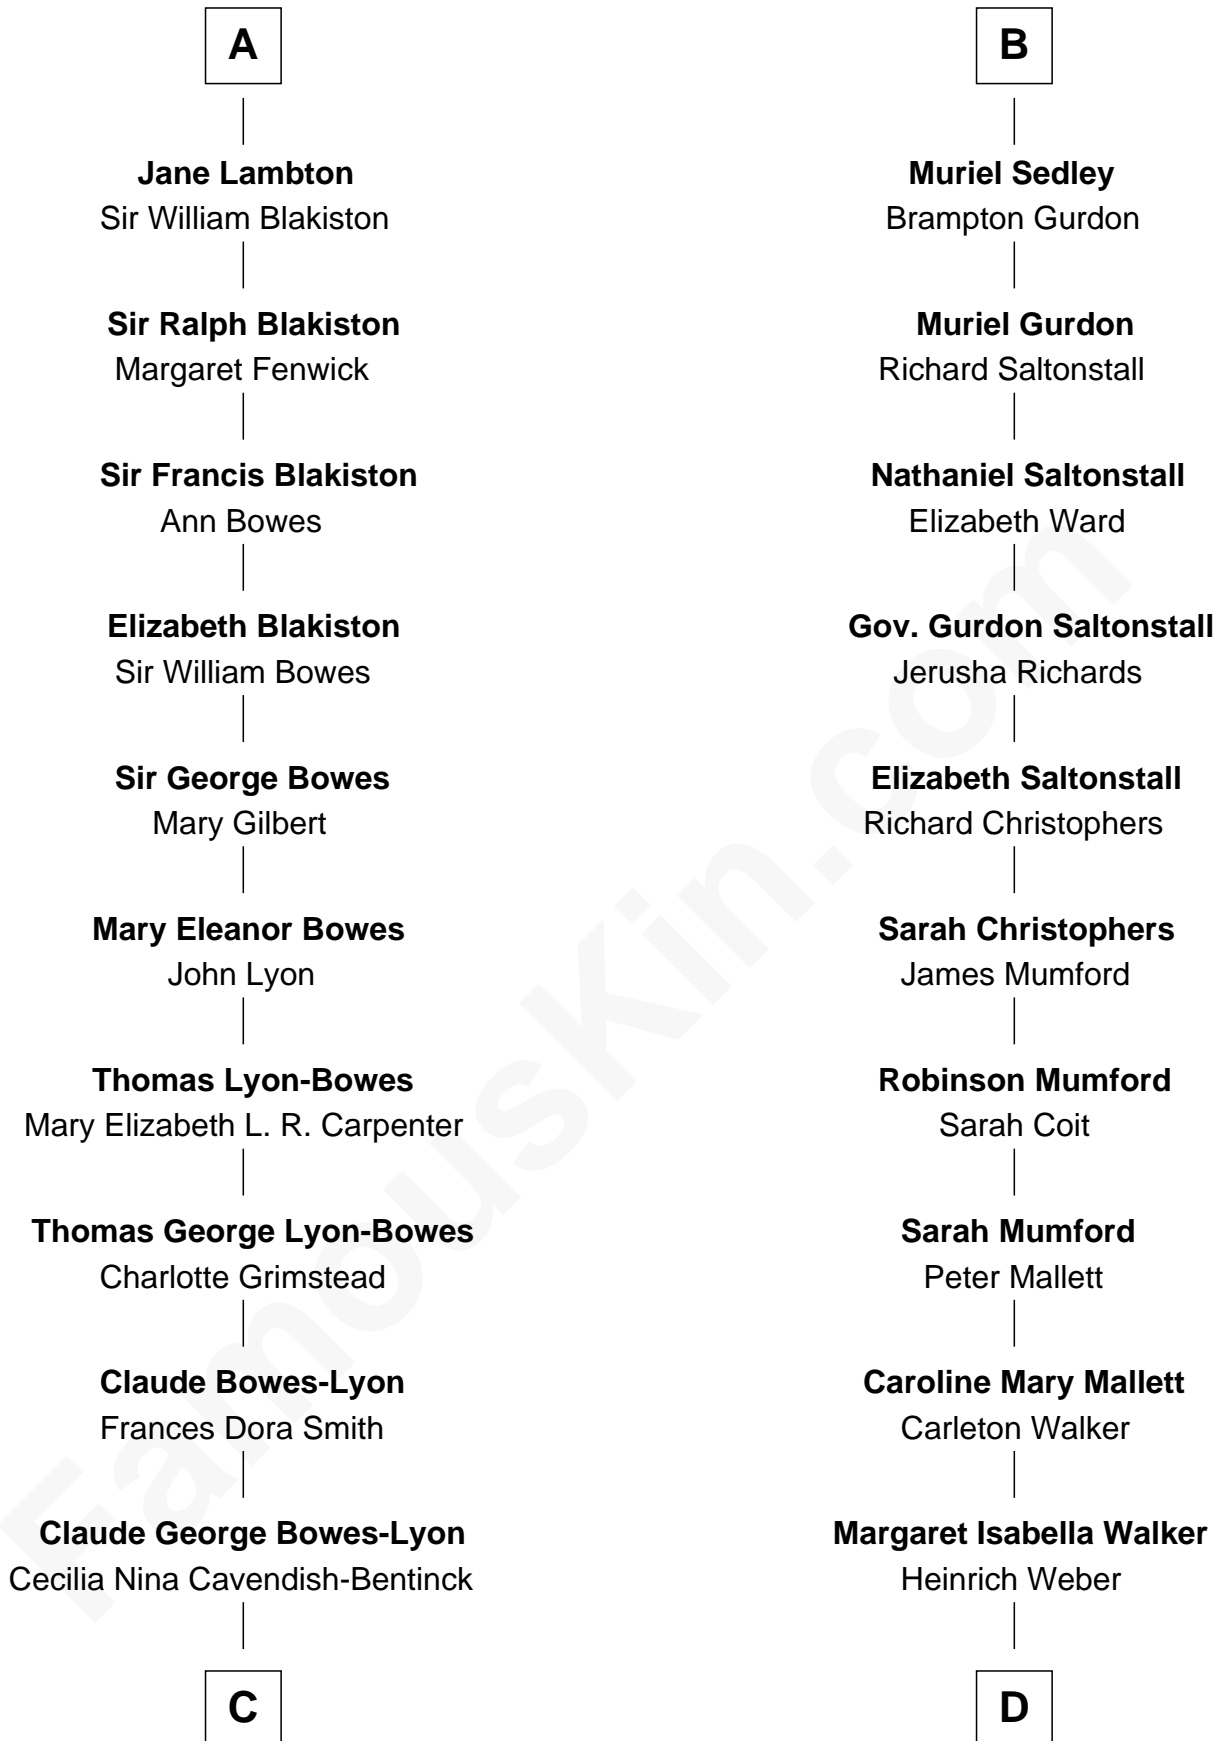 A
Jane Lambton
Sir William Blakiston
Sir Ralph Blakiston
Margaret Fenwick
Sir Francis Blakiston
Ann Bowes
Elizabeth Blakiston
Sir William Bowes
Sir George Bowes
Mary Gilbert
Mary Eleanor Bowes
John Lyon
Thomas Lyon-Bowes
Mary Elizabeth L. R. Carpenter
Thomas George Lyon-Bowes
Charlotte Grimstead
Claude Bowes-Lyon
Frances Dora Smith
Claude George Bowes-Lyon
Cecilia Nina Cavendish-Bentinck
C
B
Muriel Sedley
Brampton Gurdon
Muriel Gurdon
Richard Saltonstall
Nathaniel Saltonstall
Elizabeth Ward
Gov. Gurdon Saltonstall
Jerusha Richards
Elizabeth Saltonstall
Richard Christophers
Sarah Christophers
James Mumford
Robinson Mumford
Sarah Coit
Sarah Mumford
Peter Mallett
Caroline Mary Mallett
Carleton Walker
Margaret Isabella Walker
Heinrich Weber
D
FamousKin.com